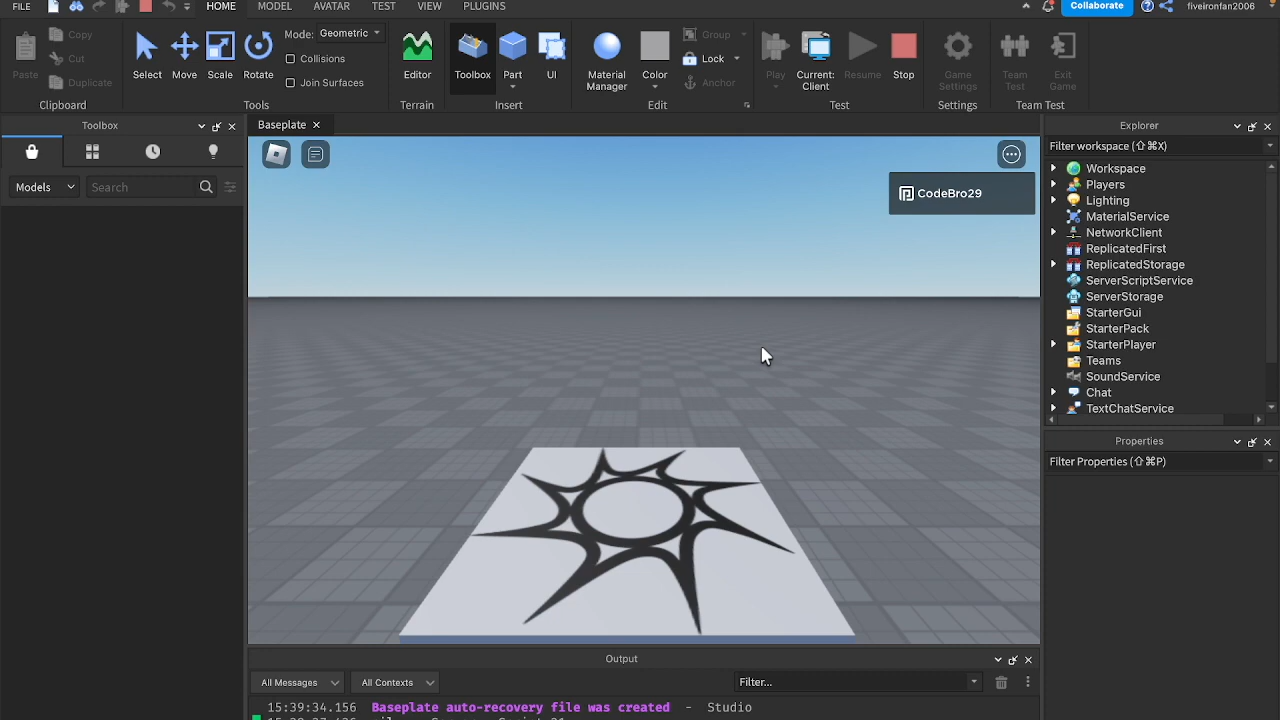 FILE HOME MODEL AVATAR TEST VIEW PLUGINS Collaborate fiveironfan2006
Paste Copy Cut Duplicate
Clipboard
Select Move Scale Rotate
Mode: Geometric
Collisions
Join Surfaces
Tools
Editor
Terrain
Toolbox Part UI
Insert
Material Manager Color
Group
Lock
Anchor
Edit
Play Current: Client Resume Stop
Test
Game Settings
Settings
Team Test Exit Game
Team Test
Toolbox
Models Search
Baseplate
CodeBro29
Explorer
Filter workspace (⇧⌘X)
Workspace
Players
Lighting
MaterialService
NetworkClient
ReplicatedFirst
ReplicatedStorage
ServerScriptService
ServerStorage
StarterGui
StarterPack
StarterPlayer
Teams
SoundService
Chat
TextChatService
Properties
Filter Properties (⇧⌘P)
Output
All Messages All Contexts Filter...
15:39:34.156 Baseplate auto-recovery file was created - Studio